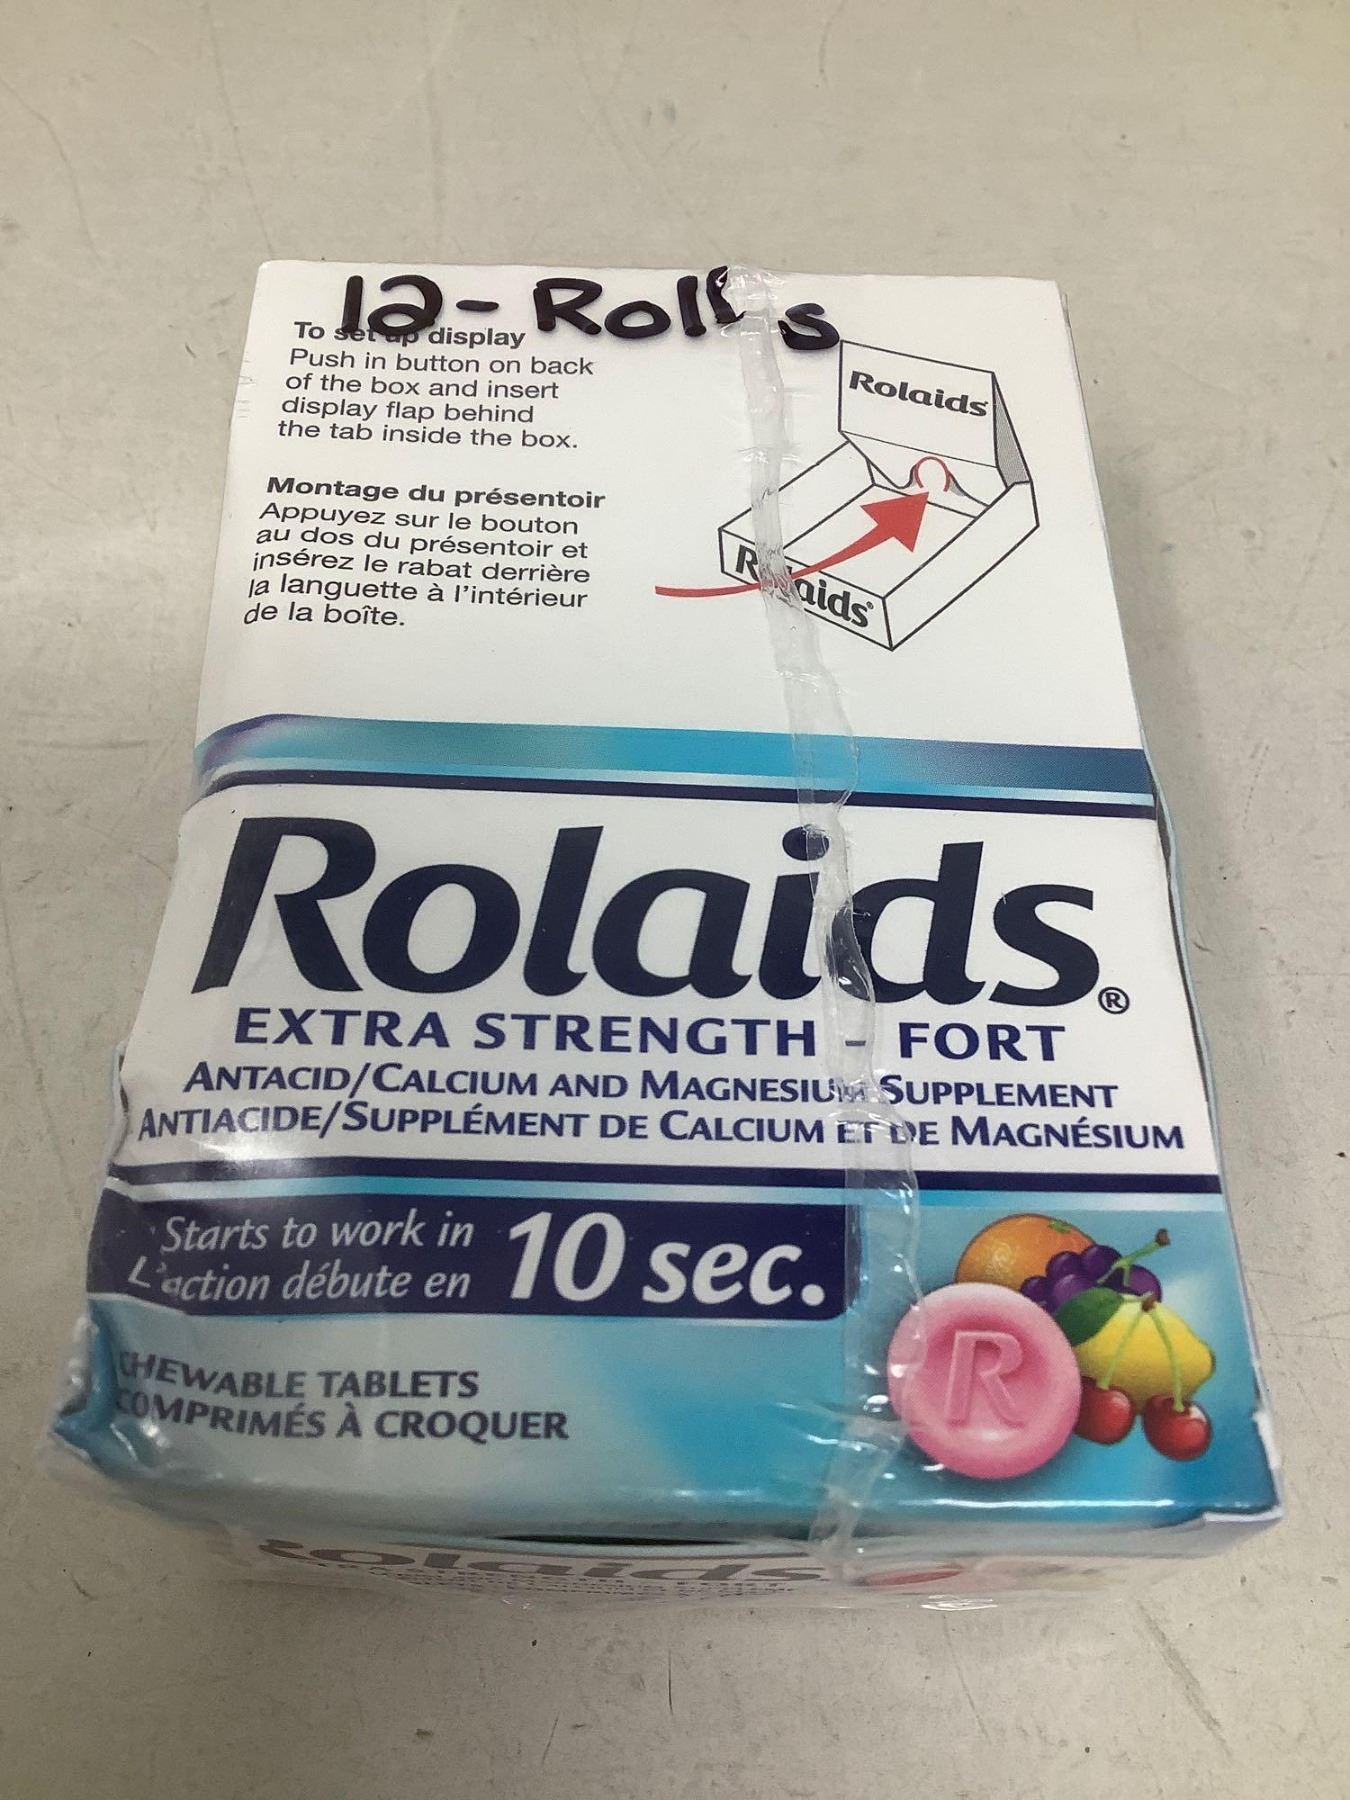 12-Rolls
To set up display
Push in button on back
of the box and insert
display flap behind
the tab inside the box.
Rolaids
Montage du présentoir
Appuyez sur le bouton
au dos du présentoir et
insérez le rabat derrière
la languette à l'intérieur
de la boîte.
Rolaids®
Rolaids®
EXTRA STRENGTH - FORT
ANTACID/CALCIUM AND MAGNESIUM SUPPLEMENT
ANTIACIDE/SUPPLÉMENT DE CALCIUM ET DE MAGNÉSIUM
Starts to work in
L'action débute en
10 sec.
CHEWABLE TABLETS
COMPRIMÉS À CROQUER
R
Rolaids